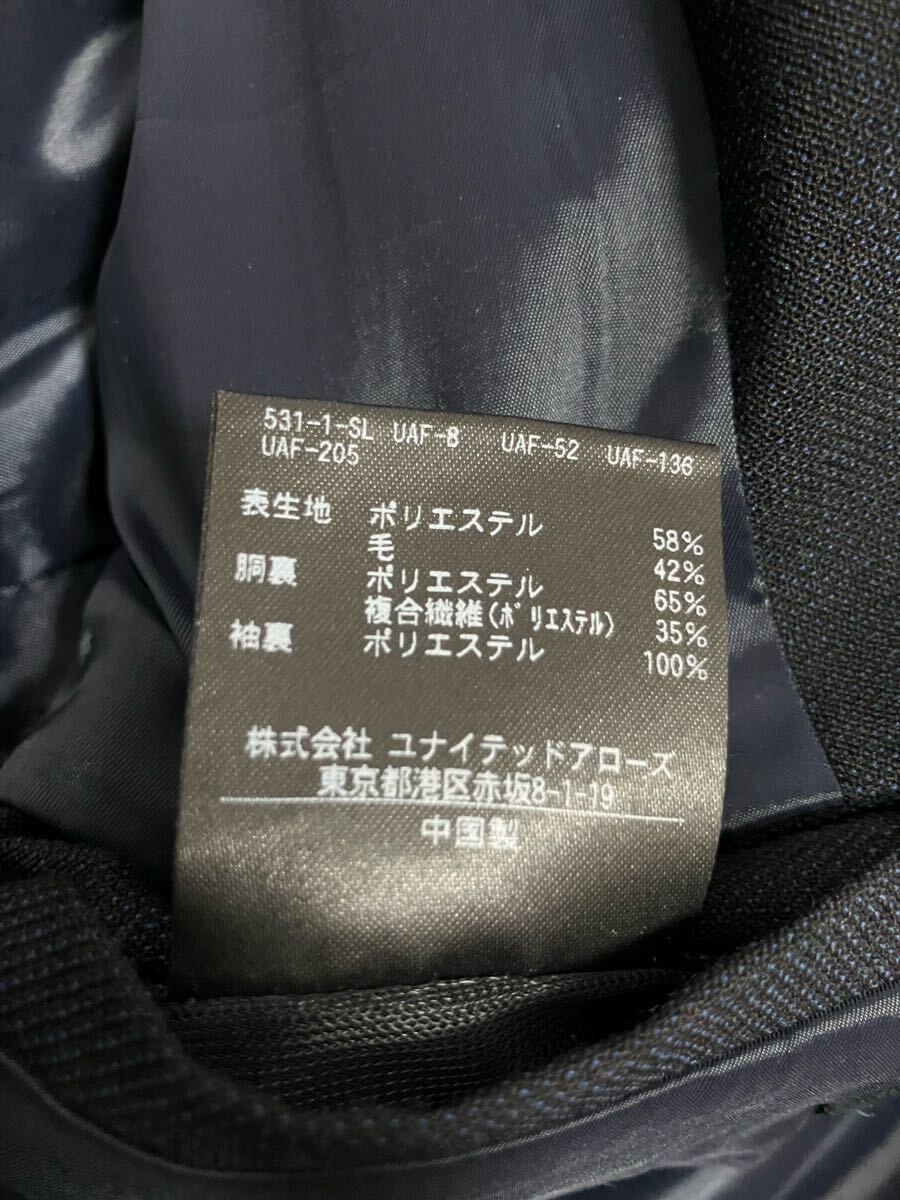 531-1-SL UAF-8 UAF-52 UAF-136
UAF-205
表生地 ポリエステル 58%
毛 42%
胴裏 ポリエステル 65%
複合繊維(ポリエステル) 35%
袖裏 ポリエステル 100%
株式会社 ユナイテッドアローズ
東京都港区赤坂8-1-19
中国製